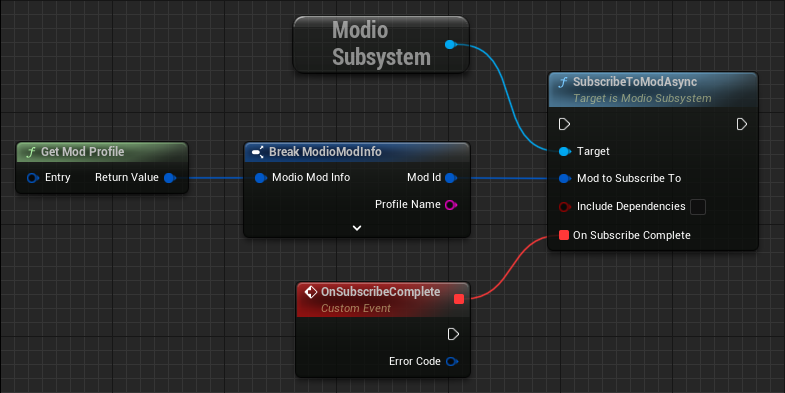 Modio
Subsystem
f SubscribeToModAsync
Target is Modio Subsystem
Target
Mod to Subscribe To
Include Dependencies
On Subscribe Complete
f Get Mod Profile
Entry Return Value
Break ModioModInfo
Modio Mod Info Mod Id
Profile Name
OnSubscribeComplete
Custom Event
Error Code